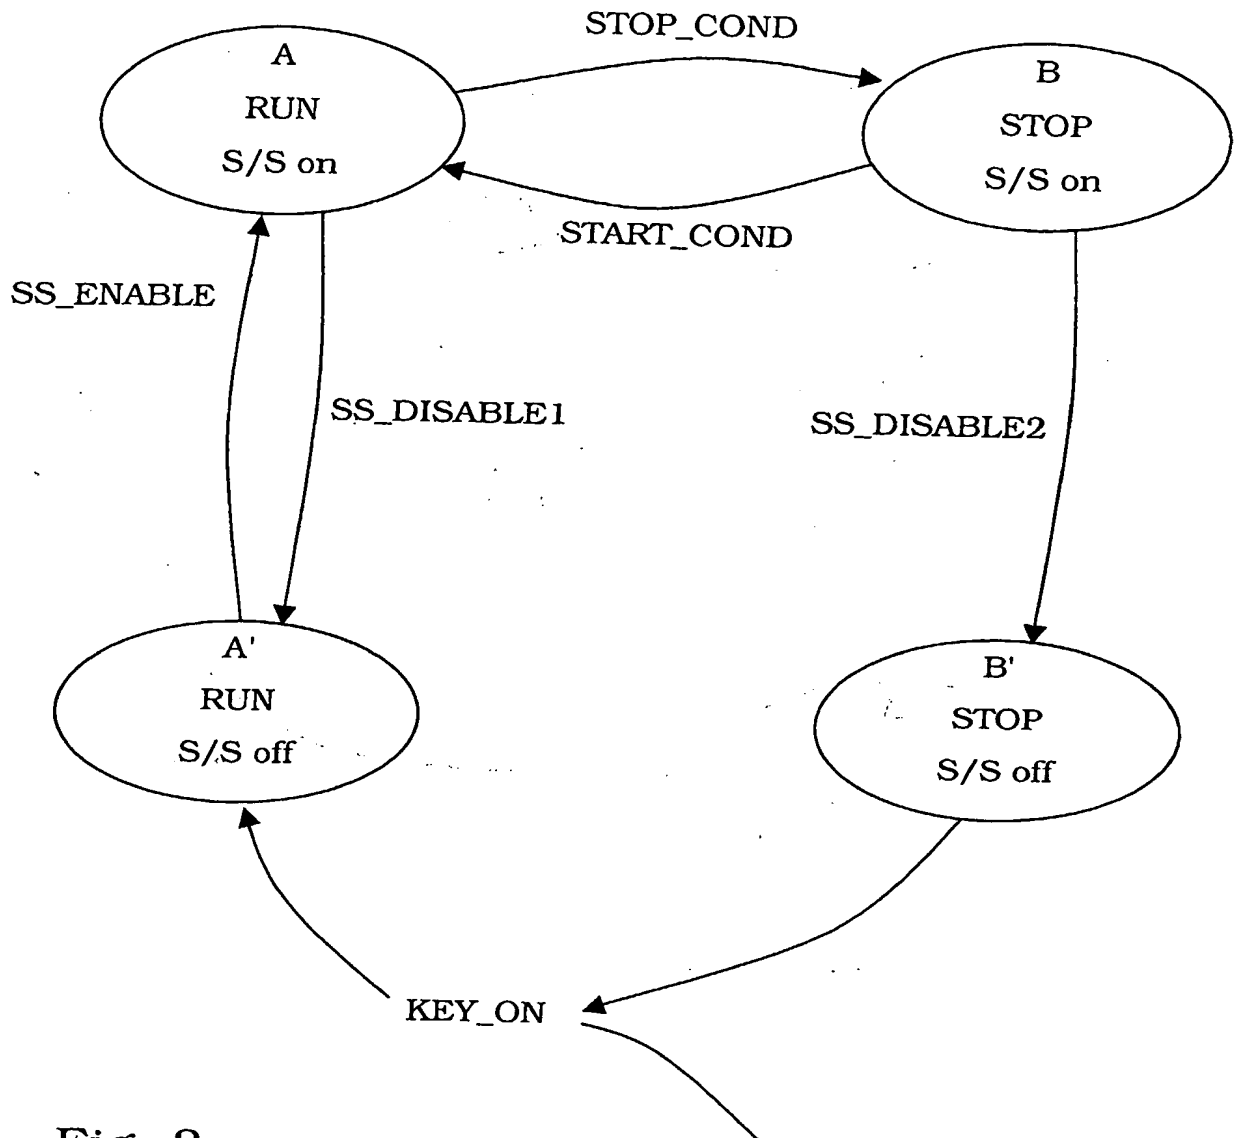 STOP_COND
A
RUN
S/S on
B
STOP
S/S on
START_COND
SS_ENABLE
SS_DISABLE1
SS_DISABLE2
A'
RUN
S/S off
B'
STOP
S/S off
KEY_ON